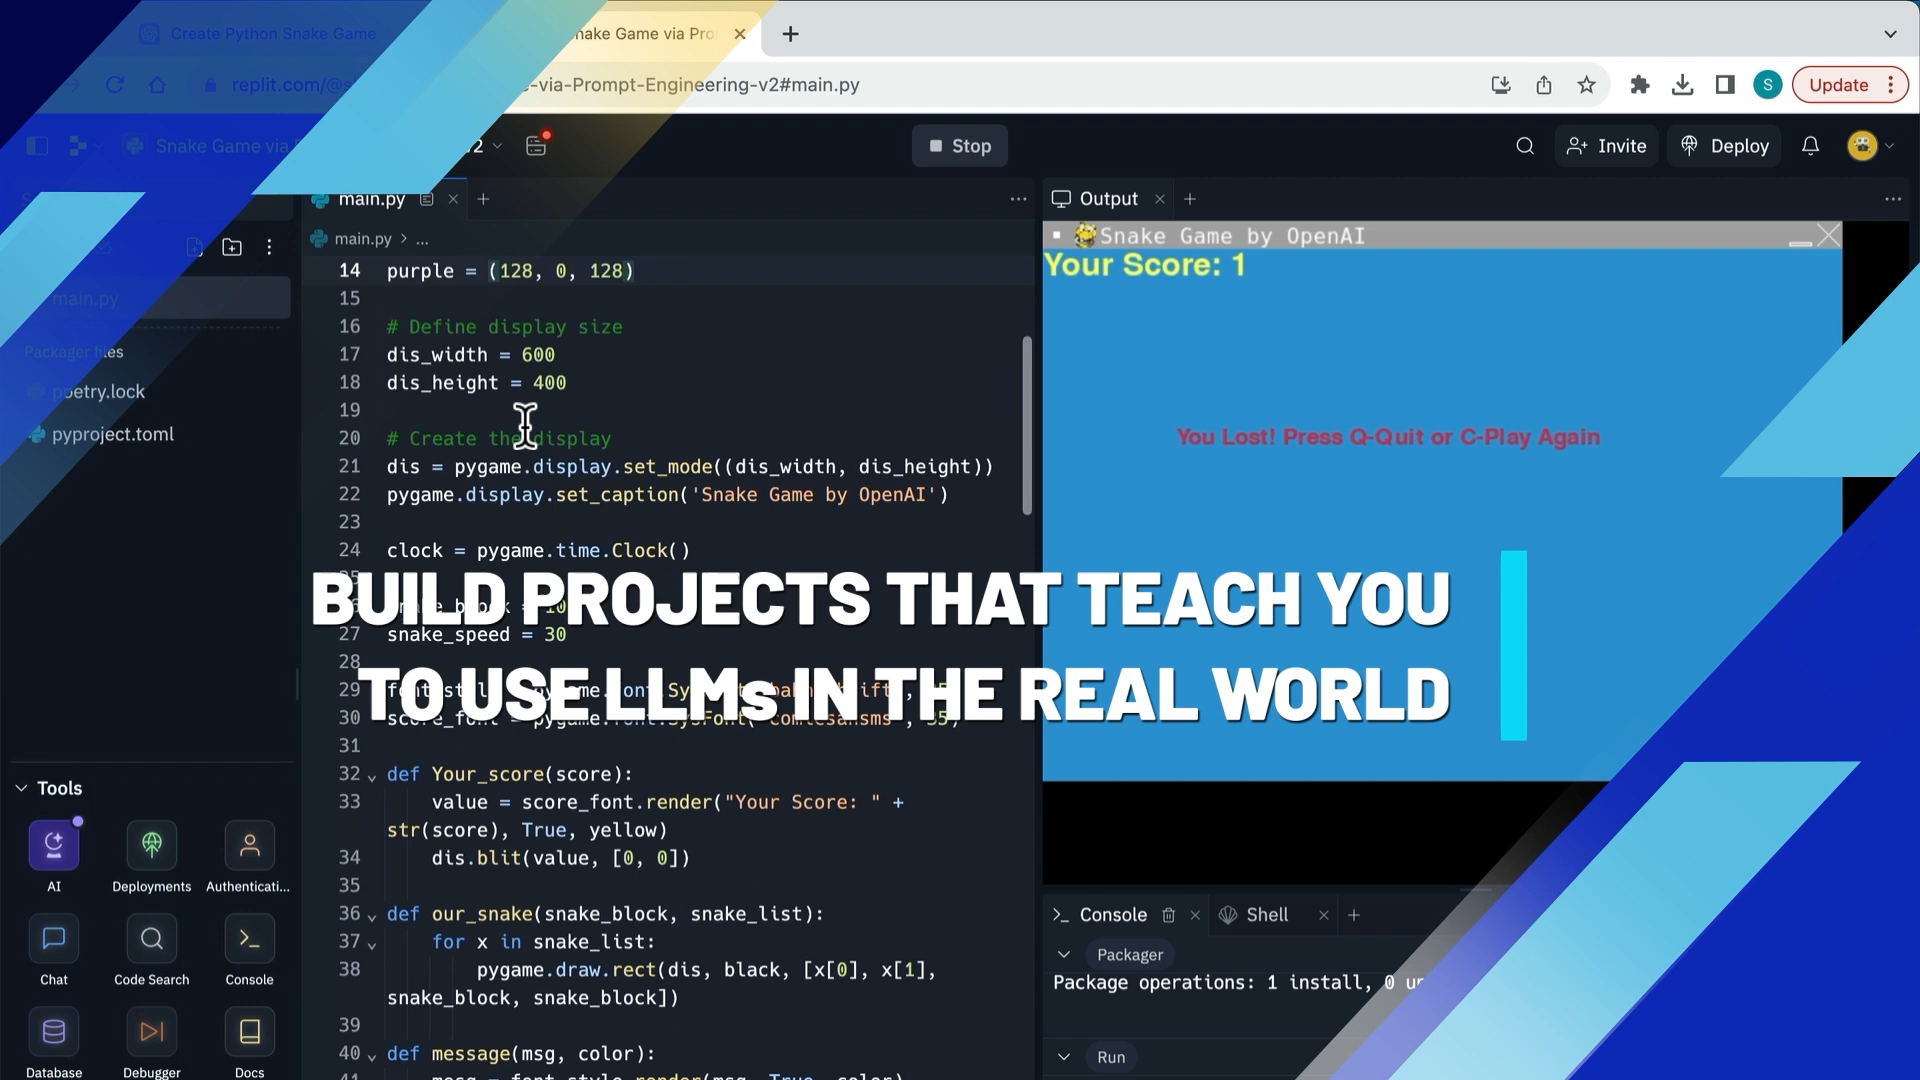 Create Python Snake Game
nake Game via Pro
replit.com/@s
-via-Prompt-Engineering-v2#main.py
Update
S
Snake Game via
v2
Stop
Invite
Deploy
main.py
Output
main.py > ...
Snake Game by OpenAI
Your Score: 1
You Lost! Press Q-Quit or C-Play Again
main.py
Packager files
poetry.lock
pyproject.toml
14 purple = (128, 0, 128)
15
16 # Define display size
17 dis_width = 600
18 dis_height = 400
19
20 # Create the display
21 dis = pygame.display.set_mode((dis_width, dis_height))
22 pygame.display.set_caption('Snake Game by OpenAI')
23
24 clock = pygame.time.Clock()
BUILD PROJECTS THAT TEACH YOU
TO USE LLMs IN THE REAL WORLD
27 snake_speed = 30
28
29
30
31
32 def Your_score(score):
33 value = score_font.render("Your Score: " +
str(score), True, yellow)
34 dis.blit(value, [0, 0])
35
36 def our_snake(snake_block, snake_list):
37 for x in snake_list:
38 pygame.draw.rect(dis, black, [x[0], x[1],
snake_block, snake_block])
39
40 def message(msg, color):
Tools
AI
Deployments
Authenticati...
Chat
Code Search
Console
Database
Debugger
Docs
Console
Shell
Packager
Package operations: 1 install, 0
Run